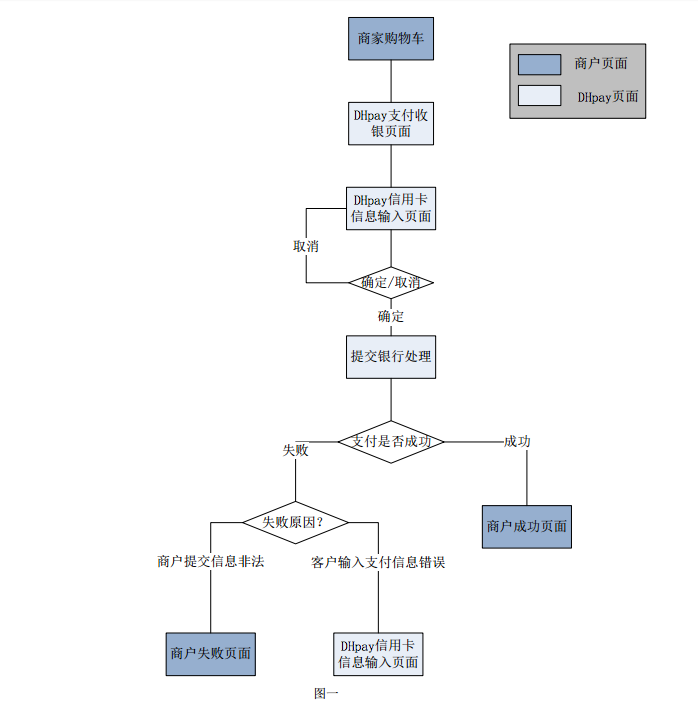 商家购物车
商户页面
DHpay页面
DHpay支付收
银页面
DHpay信用卡
信息输入页面
取消
确定/取消
确定
提交银行处理
支付是否成功
失败
成功
失败原因?
商户成功页面
商户提交信息非法
客户输入支付信息错误
商户失败页面
DHpay信用卡
信息输入页面
图一